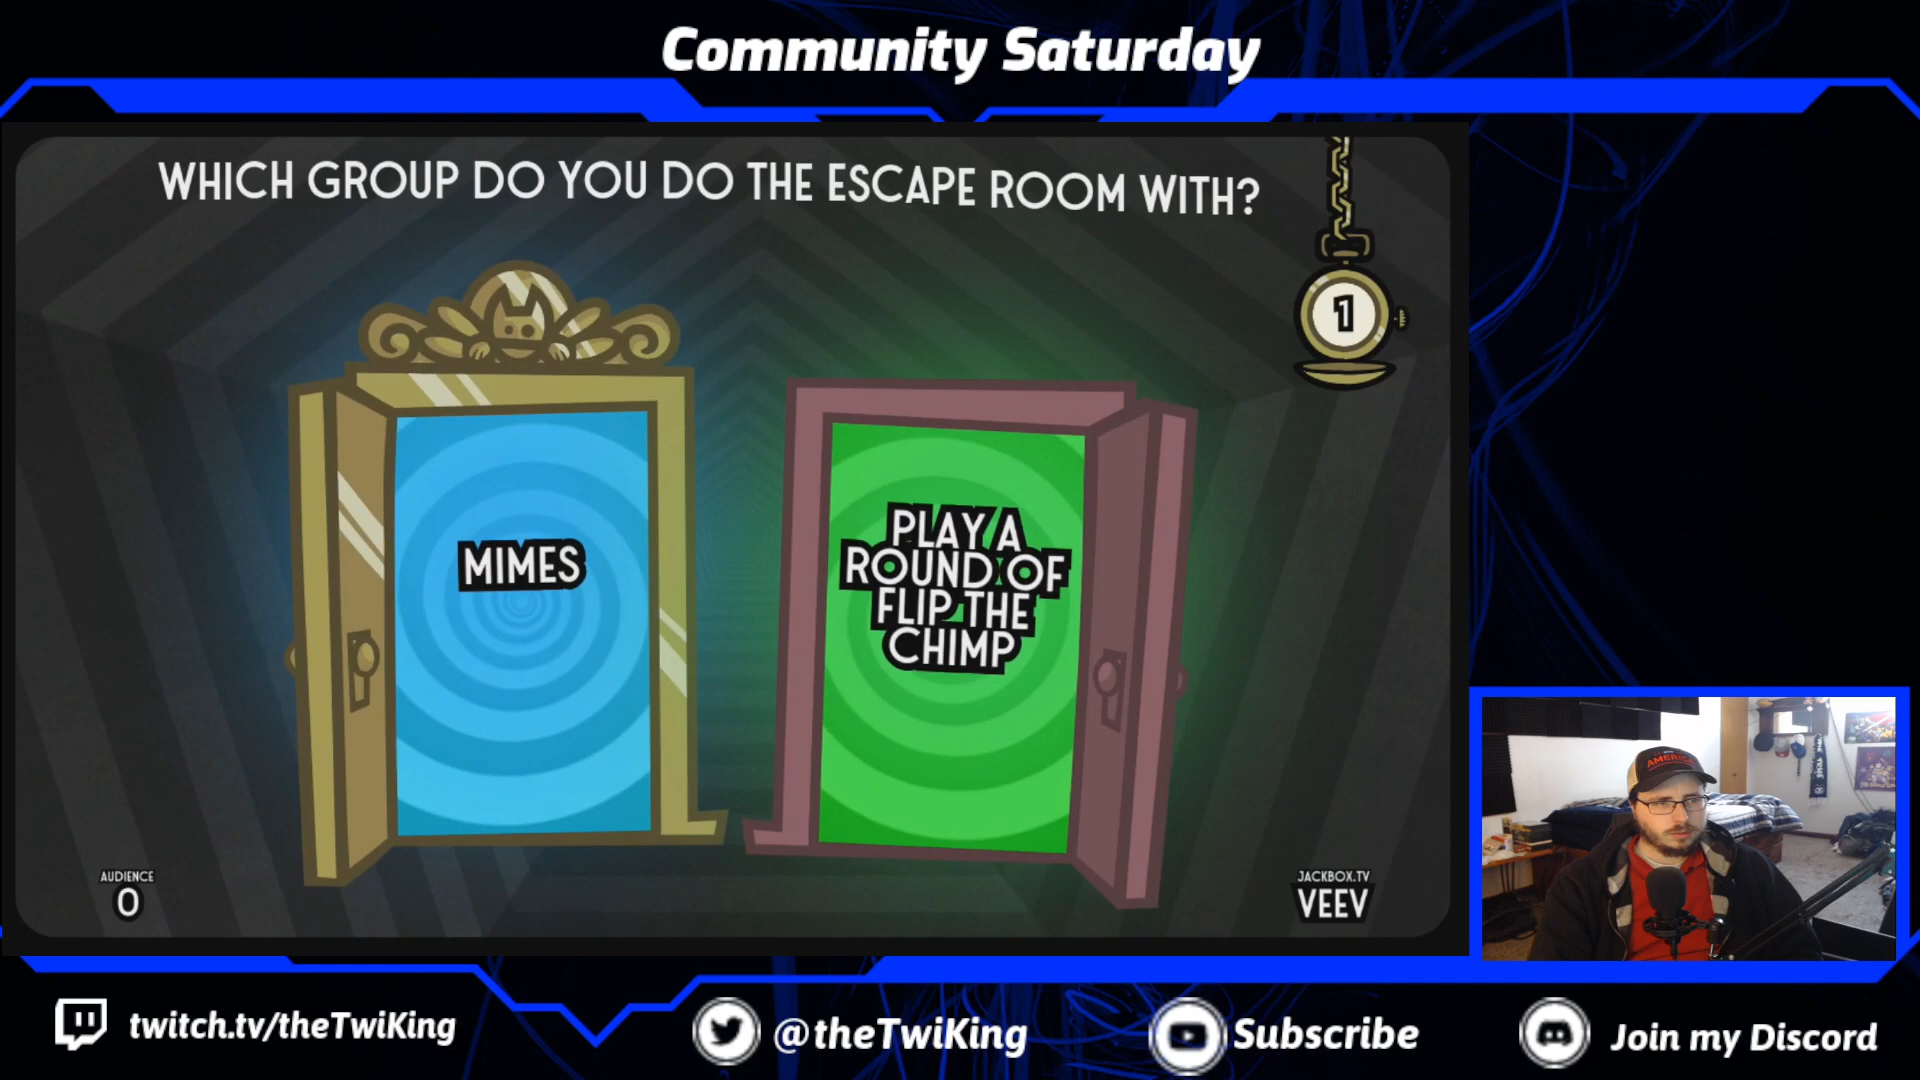 Community Saturday
WHICH GROUP DO YOU DO THE ESCAPE ROOM WITH?
1
MIMES
PLAY A
ROUND OF
FLIP THE
CHIMP
AMERICA
AUDIENCE
0
JACKBOX.TV
VEEV
twitch.tv/theTwiKing
@theTwiKing
Subscribe
Join my Discord